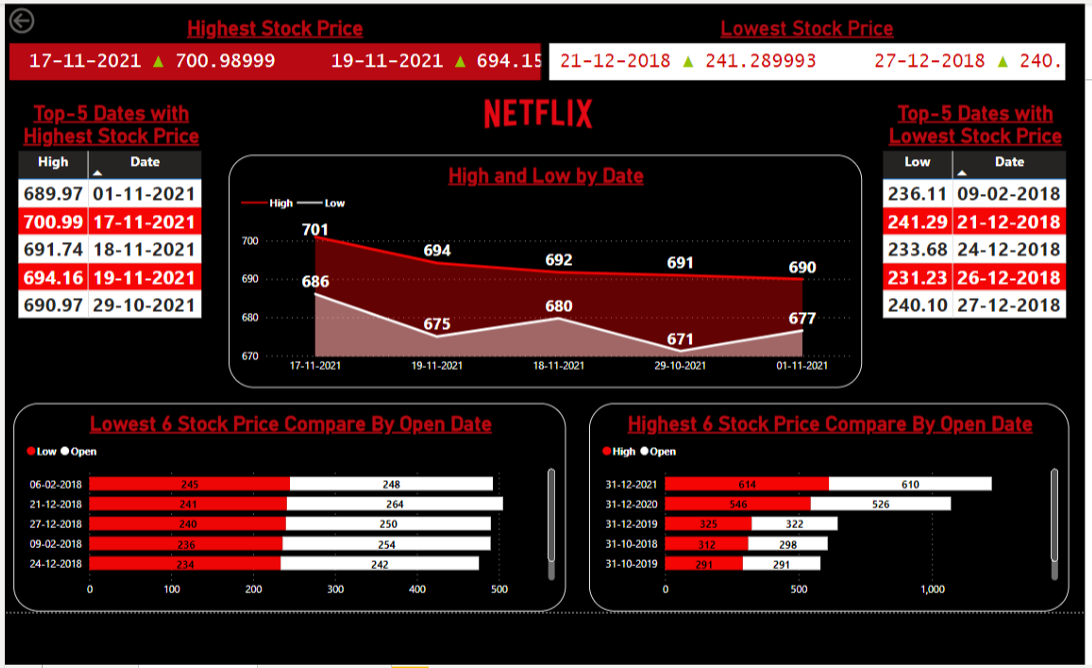 Highest Stock Price
Lowest Stock Price
17-11-2021 ▲ 700.98999 19-11-2021 ▲ 694.15
21-12-2018 ▲ 241.289993 27-12-2018 ▲ 240.
NETFLIX
Top-5 Dates with
Highest Stock Price
High Date
689.97 01-11-2021
700.99 17-11-2021
691.74 18-11-2021
694.16 19-11-2021
690.97 29-10-2021
High and Low by Date
High Low
701
700
694
692
691
690
690
686
680
680
675
671
677
670
17-11-2021 19-11-2021 18-11-2021 29-10-2021 01-11-2021
Top-5 Dates with
Lowest Stock Price
Low Date
236.11 09-02-2018
241.29 21-12-2018
233.68 24-12-2018
231.23 26-12-2018
240.10 27-12-2018
Lowest 6 Stock Price Compare By Open Date
Low Open
06-02-2018 245 248
21-12-2018 241 264
27-12-2018 240 250
09-02-2018 236 254
24-12-2018 234 242
0 100 200 300 400 500
Highest 6 Stock Price Compare By Open Date
High Open
31-12-2021 614 610
31-12-2020 546 526
31-12-2019 325 322
31-10-2018 312 298
31-10-2019 291 291
0 500 1,000